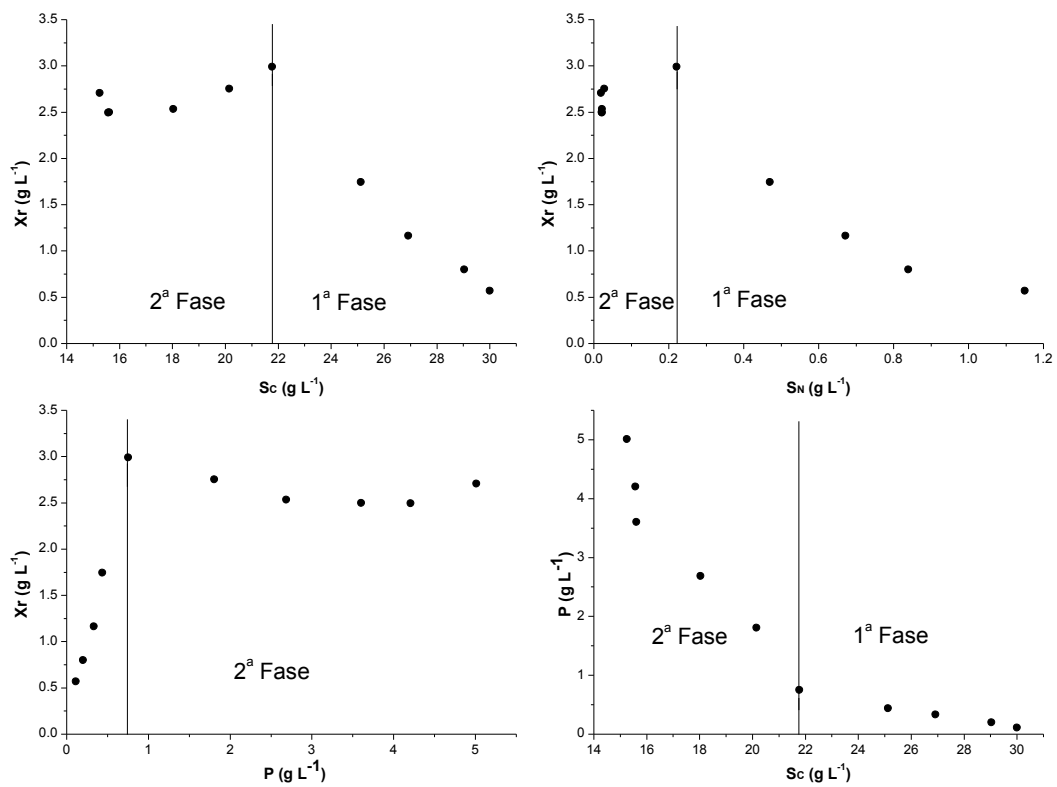 3.5
3.0
2.5
2.0
1.5
1.0
0.5
0.0
Xr (g L⁻¹)
2ª Fase
1ª Fase
14 16 18 20 22 24 26 28 30
Sc (g L⁻¹)
3.5
3.0
2.5
2.0
1.5
1.0
0.5
0.0
Xr (g L⁻¹)
2ª Fase
1ª Fase
0.0 0.2 0.4 0.6 0.8 1.0 1.2
SN (g L⁻¹)
3.5
3.0
2.5
2.0
1.5
1.0
0.5
0.0
Xr (g L⁻¹)
2ª Fase
0 1 2 3 4 5
P (g L⁻¹)
5
4
3
2
1
0
P (g L⁻¹)
2ª Fase
1ª Fase
14 16 18 20 22 24 26 28 30
Sc (g L⁻¹)